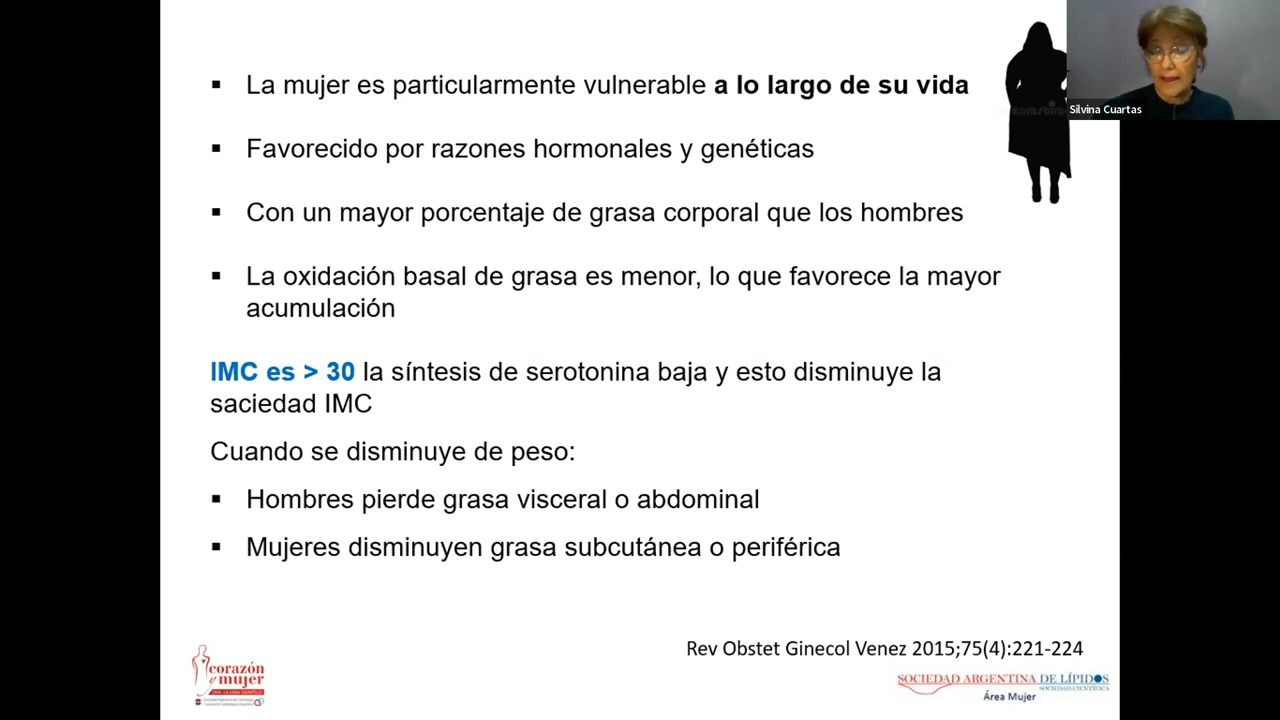 La mujer es particularmente vulnerable a lo largo de su vida
Silvina Cuartas
Favorecido por razones hormonales y genéticas
Con un mayor porcentaje de grasa corporal que los hombres
La oxidación basal de grasa es menor, lo que favorece la mayor
acumulación
IMC es > 30 la síntesis de serotonina baja y esto disminuye la
saciedad IMC
Cuando se disminuye de peso:
Hombres pierde grasa visceral o abdominal
Mujeres disminuyen grasa subcutánea o periférica
Rev Obstet Ginecol Venez 2015;75(4):221-224
corazón
y mujer
SOCIEDAD ARGENTINA DE LÍPIDOS
SOCIEDAD CIENTÍFICA
Área Mujer